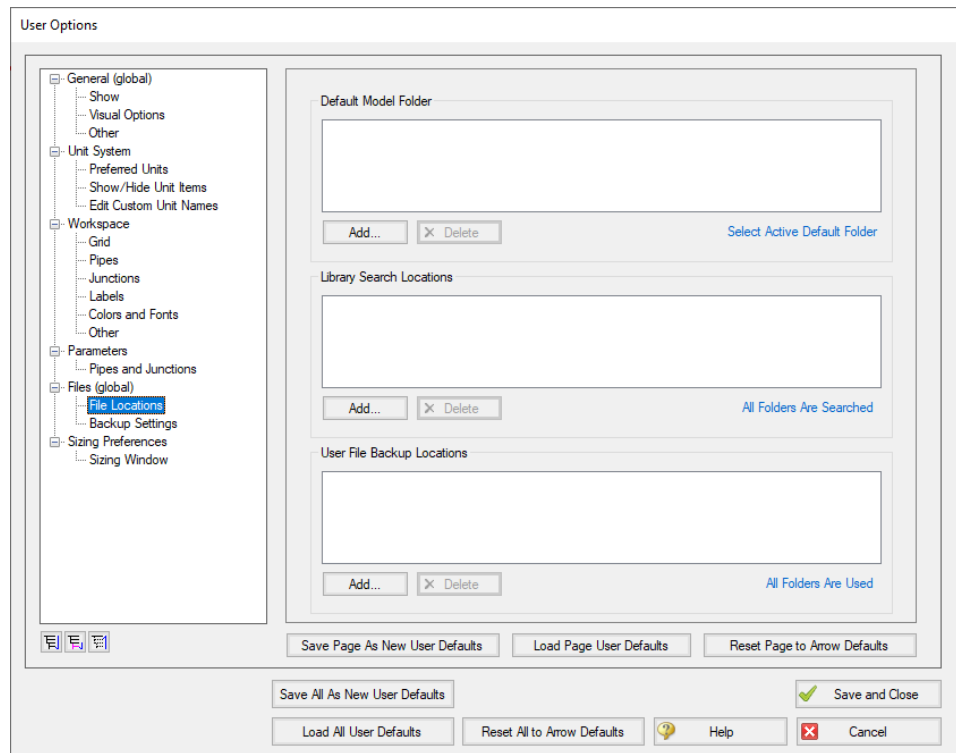 User Options
General (global)
Show
Visual Options
Other
Unit System
Preferred Units
Show/Hide Unit Items
Edit Custom Unit Names
Workspace
Grid
Pipes
Junctions
Labels
Colors and Fonts
Other
Parameters
Pipes and Junctions
Files (global)
File Locations
Backup Settings
Sizing Preferences
Sizing Window
Default Model Folder
Add...
Delete
Select Active Default Folder
Library Search Locations
Add...
Delete
All Folders Are Searched
User File Backup Locations
Add...
Delete
All Folders Are Used
Save Page As New User Defaults
Load Page User Defaults
Reset Page to Arrow Defaults
Save All As New User Defaults
Save and Close
Load All User Defaults
Reset All to Arrow Defaults
Help
Cancel